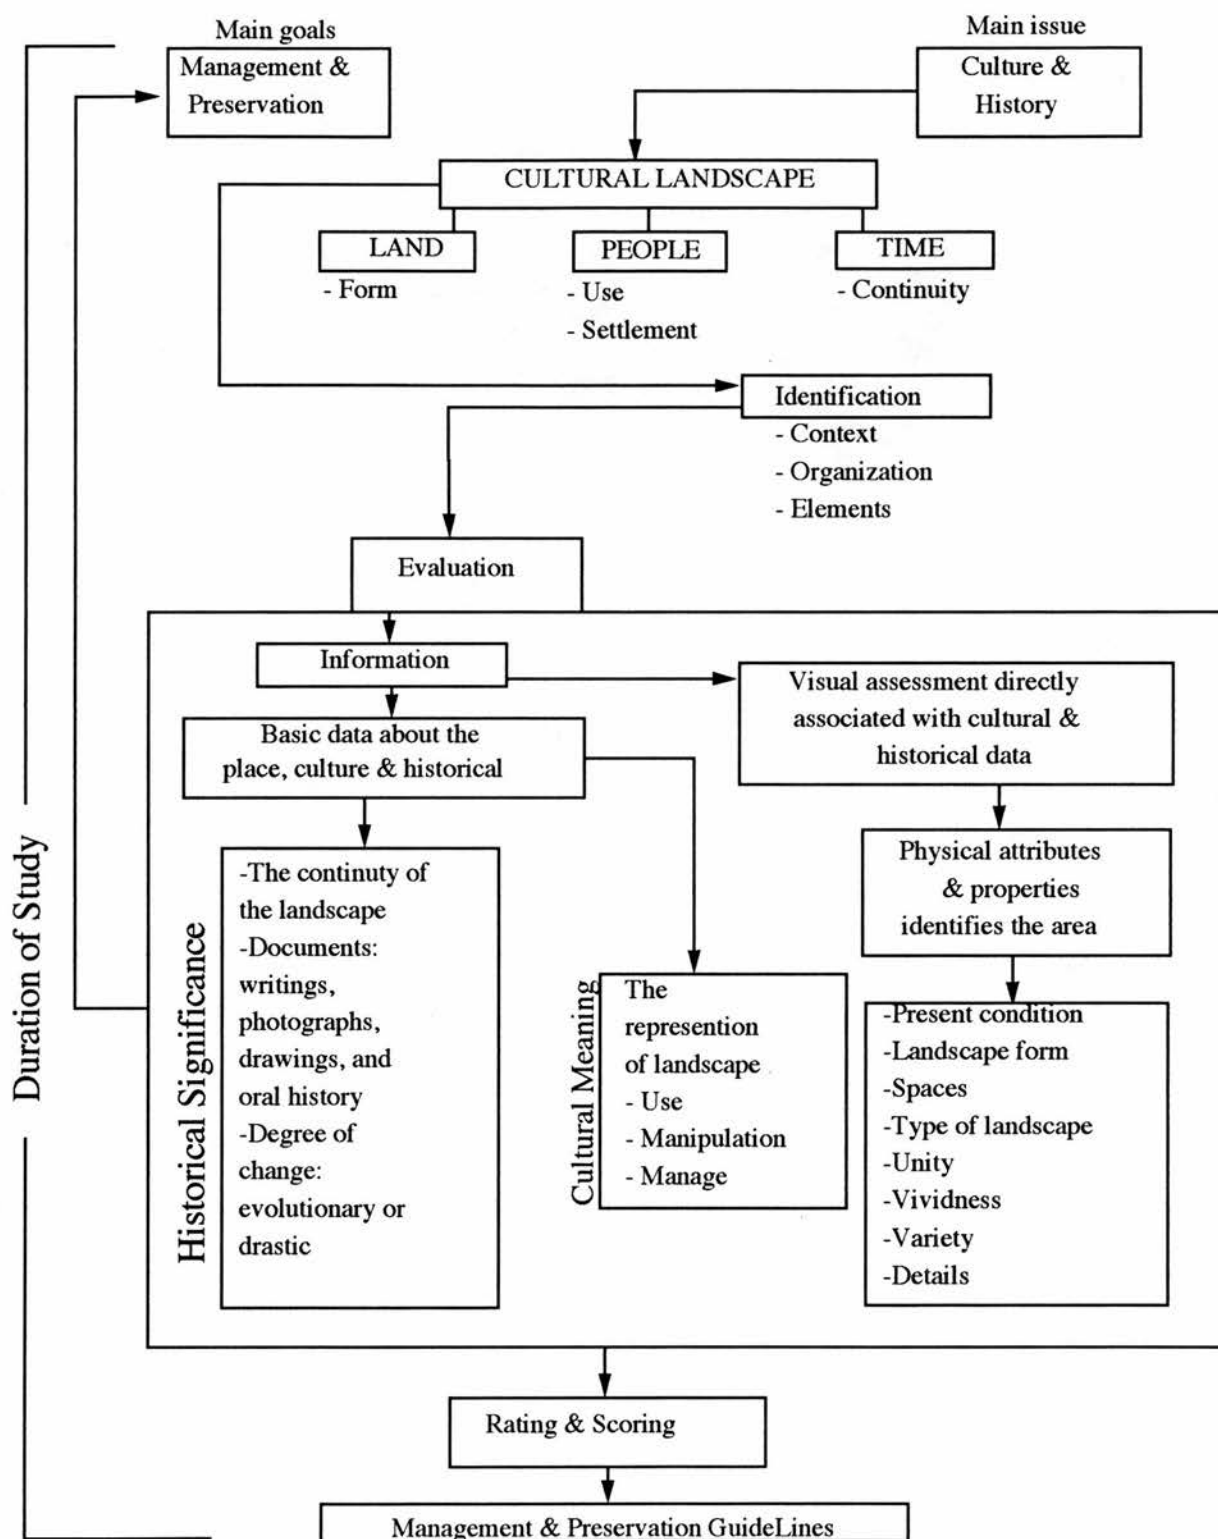 Main goals
Management &
Preservation
Main issue
Culture &
History
CULTURAL LANDSCAPE
LAND
- Form
PEOPLE
- Use
- Settlement
TIME
- Continuity
Identification
- Context
- Organization
- Elements
Evaluation
Information
Basic data about the
place, culture & historical
Visual assessment directly
associated with cultural &
historical data
Physical attributes
& properties
identifies the area
Duration of Study
Historical Significance
-The continuty of
the landscape
-Documents:
writings,
photographs,
drawings, and
oral history
-Degree of
change:
evolutionary or
drastic
Cultural Meaning
The
represention
of landscape
- Use
- Manipulation
- Manage
-Present condition
-Landscape form
-Spaces
-Type of landscape
-Unity
-Vividness
-Variety
-Details
Rating & Scoring
Management & Preservation GuideLines